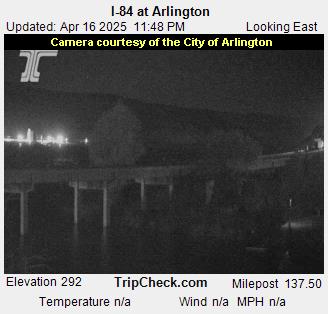 I-84 at Arlington
Updated: Apr 16 2025 11:48 PM Looking East
Camera courtesy of the City of Arlington
Elevation 292 TripCheck.com Milepost 137.50
Temperature n/a Wind n/a MPH n/a